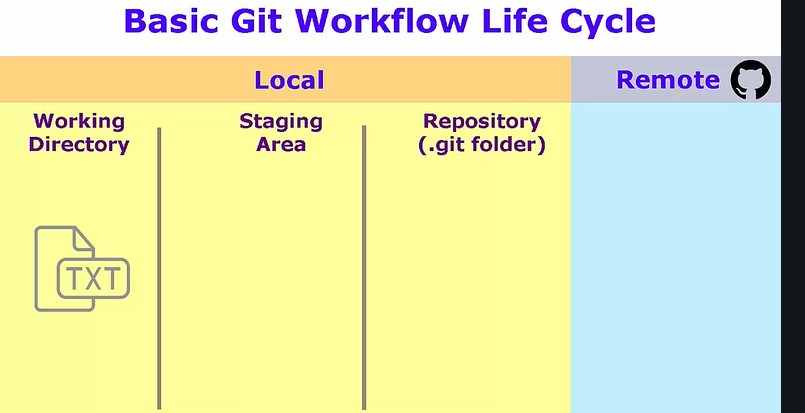 Basic Git Workflow Life Cycle
Local
Remote
Working
Directory
Staging
Area
Repository
(.git folder)
TXT